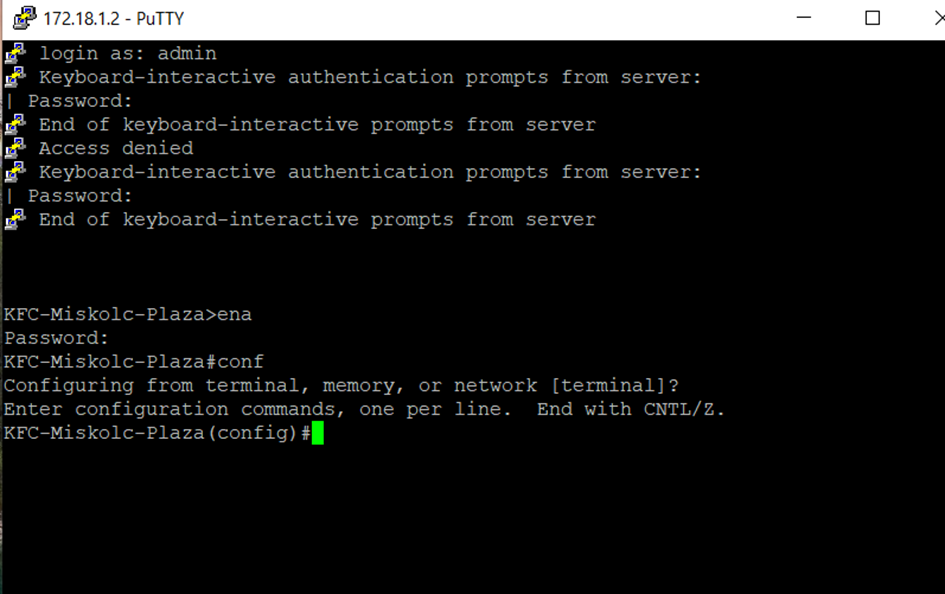 172.18.1.2 - PuTTY
login as: admin
Keyboard-interactive authentication prompts from server:
| Password:
End of keyboard-interactive prompts from server
Access denied
Keyboard-interactive authentication prompts from server:
| Password:
End of keyboard-interactive prompts from server
KFC-Miskolc-Plaza>ena
Password:
KFC-Miskolc-Plaza#conf
Configuring from terminal, memory, or network [terminal]?
Enter configuration commands, one per line.  End with CNTL/Z.
KFC-Miskolc-Plaza(config)#